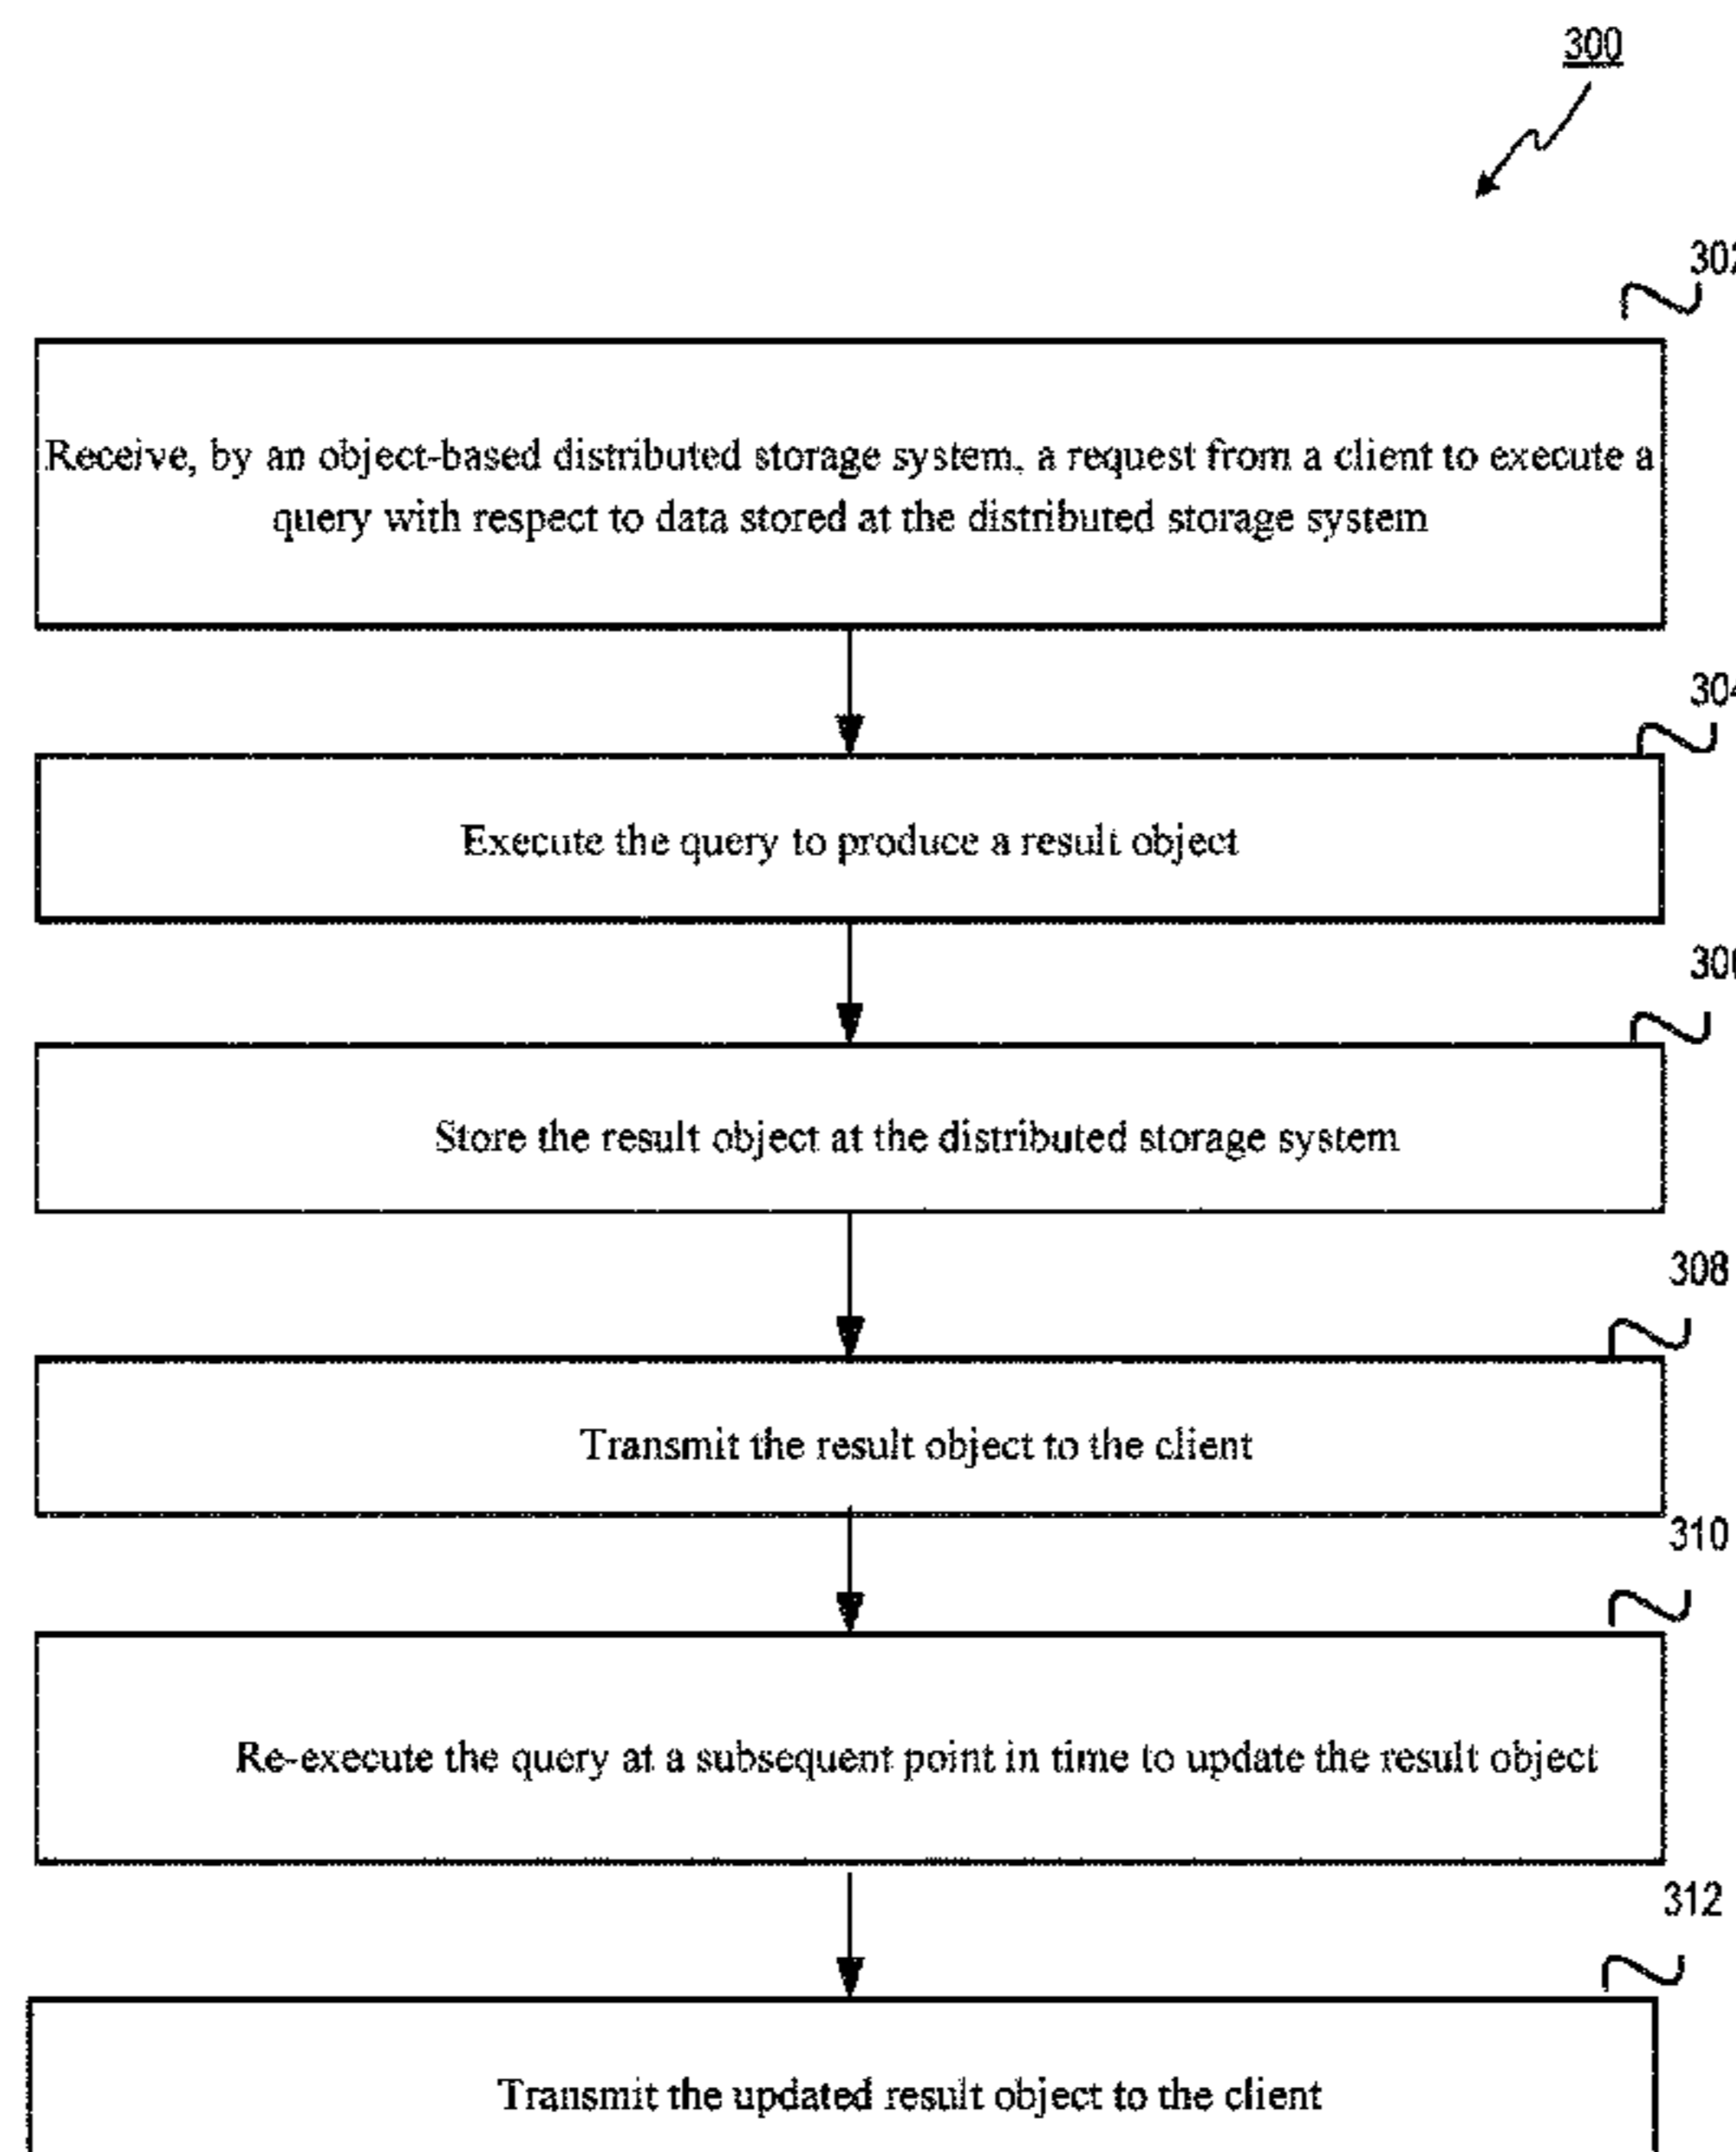 300
302
Receive, by an object-based distributed storage system, a request from a client to execute a
query with respect to data stored at the distributed storage system
304
Execute the query to produce a result object
306
Store the result object at the distributed storage system
308
Transmit the result object to the client
310
Re-execute the query at a subsequent point in time to update the result object
312
Transmit the updated result object to the client